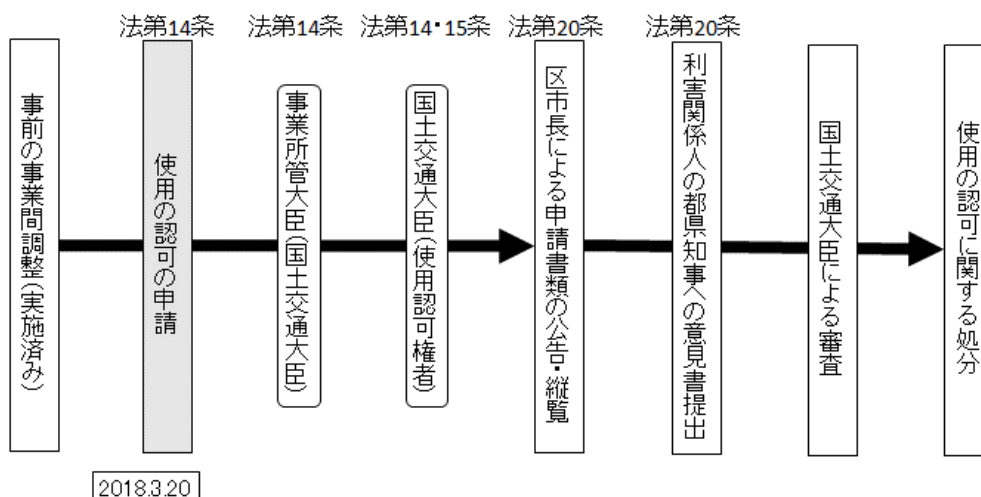 法第14条
法第14条
法第14・15条
法第20条
法第20条
事前の事業間調整(実施済み)
使用の認可の申請
事業所管大臣(国土交通大臣)
国土交通大臣(使用認可権者)
区市長による申請書類の公告・縦覧
利害関係人の都県知事への意見書提出
国土交通大臣による審査
使用の認可に関する処分
2018.3.20